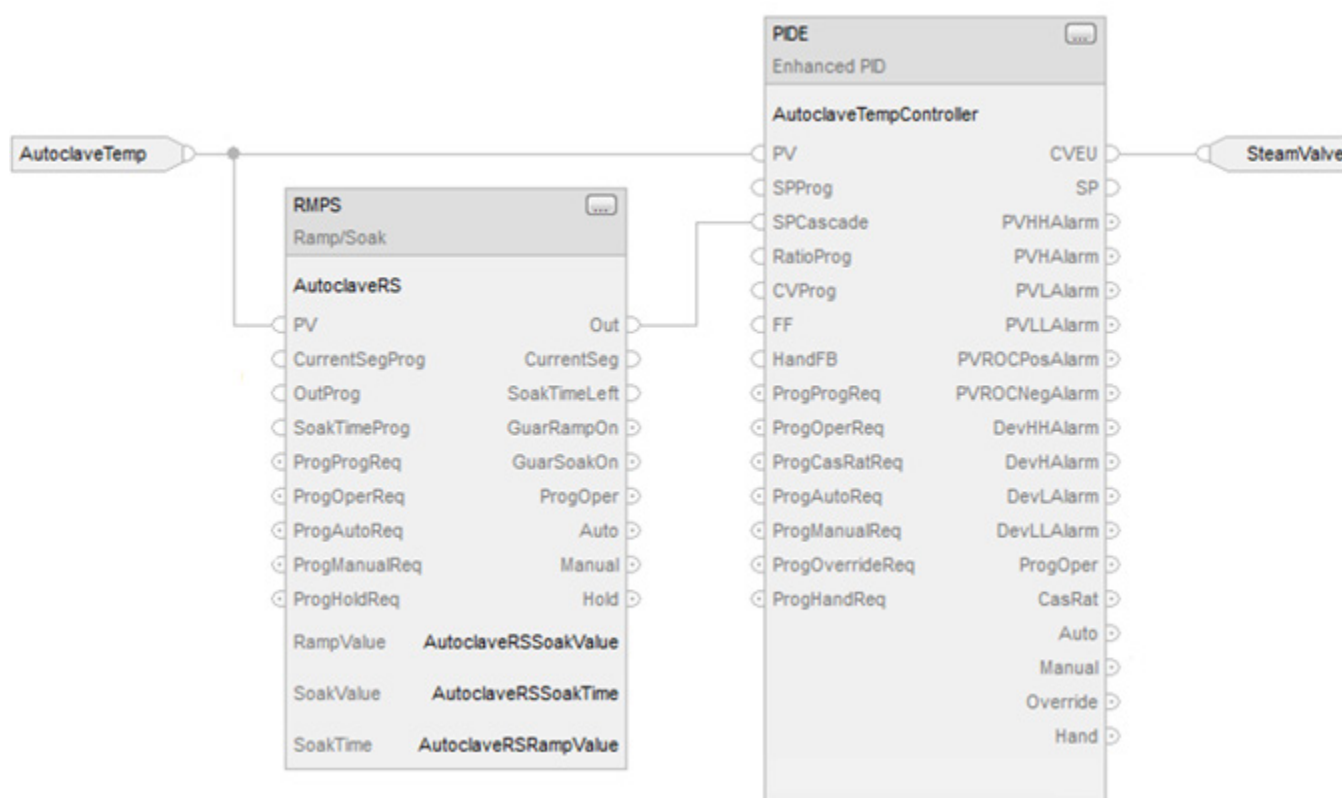 PIDE
...
Enhanced PID
AutoclaveTempController
AutoclaveTemp
PV CVEU
SteamValve
SPProg SP
RMPS
...
SPCascade PVHHAlarm
Ramp/Soak
RatioProg PVHAlarm
AutoclaveRS
CVProg PVLAlarm
PV Out
FF PVLLAlarm
CurrentSegProg CurrentSeg
HandFB PVROCPosAlarm
OutProg SoakTimeLeft
ProgProgReq PVROCNegAlarm
SoakTimeProg GuarRampOn
ProgOperReq DevHHAlarm
ProgProgReq GuarSoakOn
ProgCasRatReq DevHAlarm
ProgOperReq ProgOper
ProgAutoReq DevLAlarm
ProgAutoReq Auto
ProgManualReq DevLLAlarm
ProgManualReq Manual
ProgOverrideReq ProgOper
ProgHoldReq Hold
ProgHandReq CasRat
RampValue AutoclaveRSSoakValue
Auto
Manual
SoakValue AutoclaveRSSoakTime
Override
SoakTime AutoclaveRSRampValue
Hand